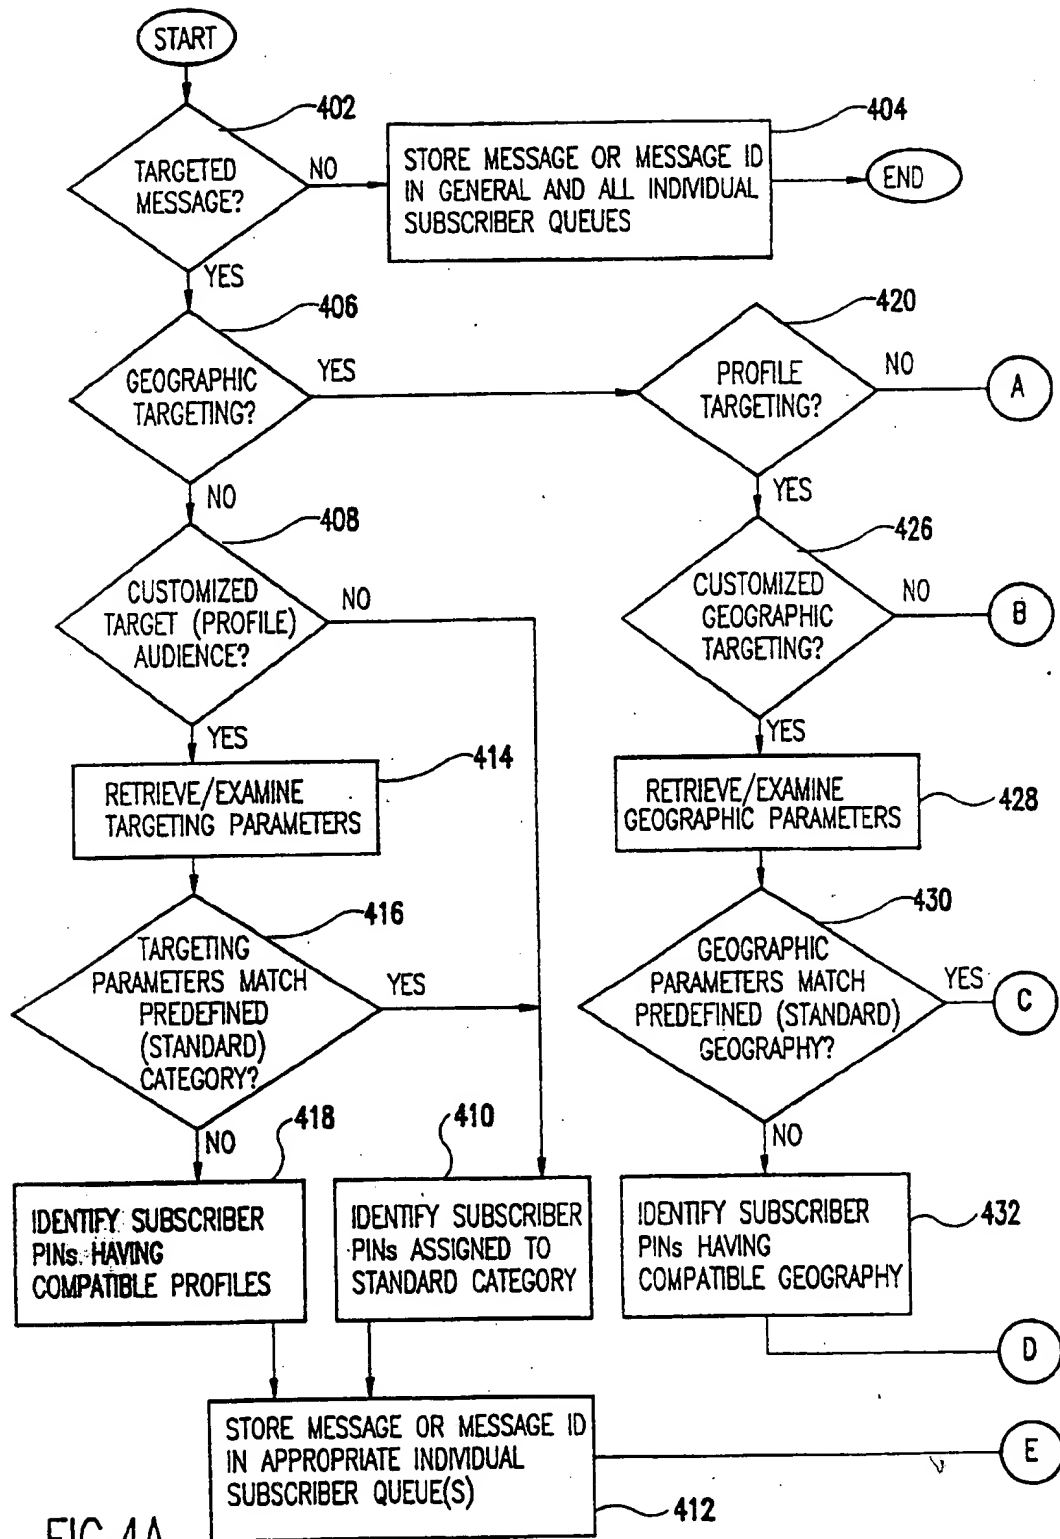 START
402
TARGETED
MESSAGE?
NO
404
STORE MESSAGE OR MESSAGE ID
IN GENERAL AND ALL INDIVIDUAL
SUBSCRIBER QUEUES
END
YES
406
GEOGRAPHIC
TARGETING?
YES
420
PROFILE
TARGETING?
NO
A
NO
YES
408
CUSTOMIZED
TARGET (PROFILE)
AUDIENCE?
NO
426
CUSTOMIZED
GEOGRAPHIC
TARGETING?
NO
B
YES
YES
414
RETRIEVE/EXAMINE
TARGETING PARAMETERS
RETRIEVE/EXAMINE
GEOGRAPHIC PARAMETERS
428
416
TARGETING
PARAMETERS MATCH
PREDEFINED
(STANDARD)
CATEGORY?
YES
430
GEOGRAPHIC
PARAMETERS MATCH
PREDEFINED (STANDARD)
GEOGRAPHY?
YES
C
NO
NO
418
IDENTIFY SUBSCRIBER
PINs HAVING
COMPATIBLE PROFILES
410
IDENTIFY SUBSCRIBER
PINs ASSIGNED TO
STANDARD CATEGORY
IDENTIFY SUBSCRIBER
PINs HAVING
COMPATIBLE GEOGRAPHY
432
D
STORE MESSAGE OR MESSAGE ID
IN APPROPRIATE INDIVIDUAL
SUBSCRIBER QUEUE(S)
412
E
FIG.4A